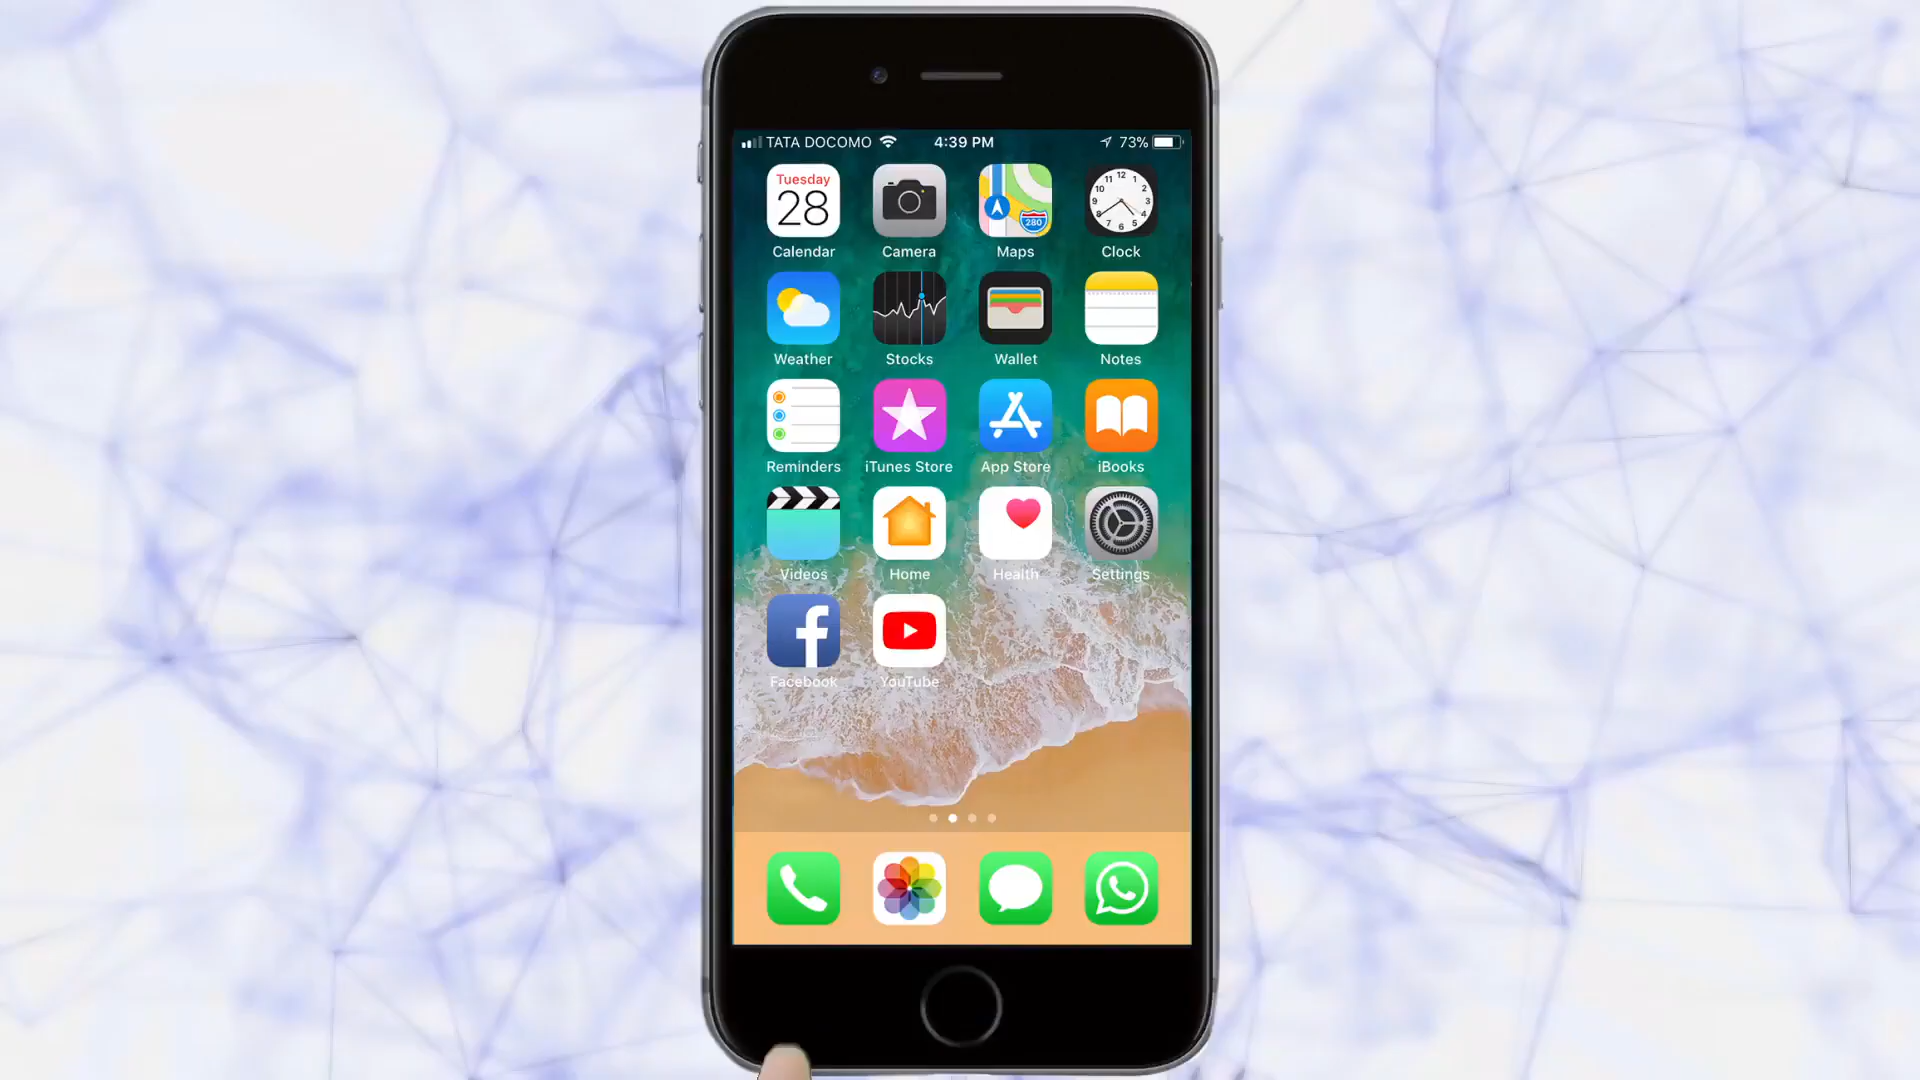 TATA DOCOMO 4:39 PM 73%
Tuesday
28
280
Calendar Camera Maps Clock
Weather Stocks Wallet Notes
Reminders iTunes Store App Store iBooks
Videos Home Health Settings
Facebook YouTube